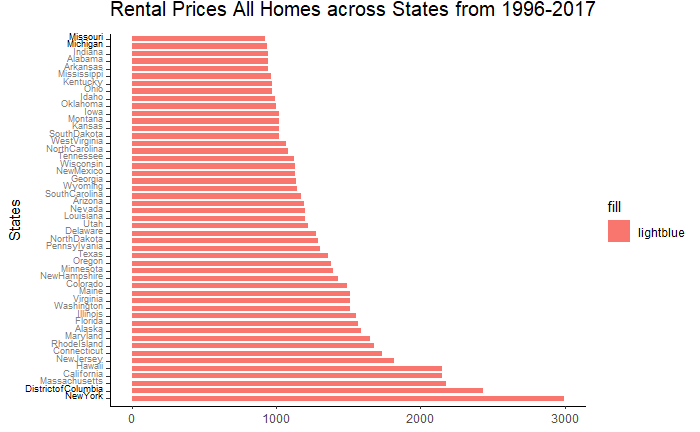 Rental Prices All Homes across States from 1996-2017
States
Missouri
Michigan
Indiana
Alabama
Arkansas
Mississippi
Kentucky
Ohio
Idaho
Oklahoma
Iowa
Montana
Kansas
SouthDakota
WestVirginia
NorthCarolina
Tennessee
Wisconsin
NewMexico
Georgia
Wyoming
SouthCarolina
Arizona
Nevada
Louisiana
Utah
Delaware
NorthDakota
Pennsylvania
Texas
Oregon
Minnesota
NewHampshire
Colorado
Maine
Virginia
Washington
Illinois
Florida
Alaska
Maryland
RhodeIsland
Connecticut
NewJersey
Hawaii
California
Massachusetts
DistrictofColumbia
NewYork
0 1000 2000 3000
fill
lightblue